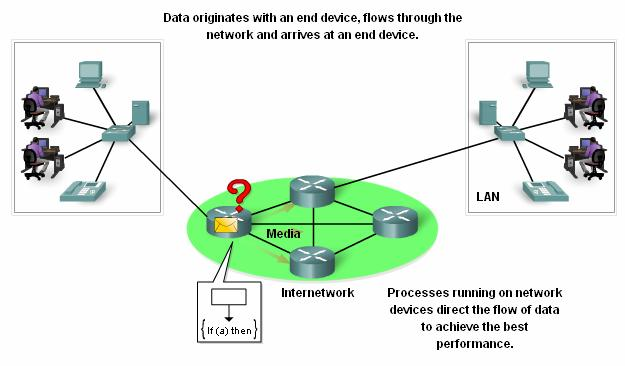 Data originates with an end device, flows through the
network and arrives at an end device.
LAN
?
Media
Internetwork
{If (a) then}
Processes running on network
devices direct the flow of data
to achieve the best
performance.